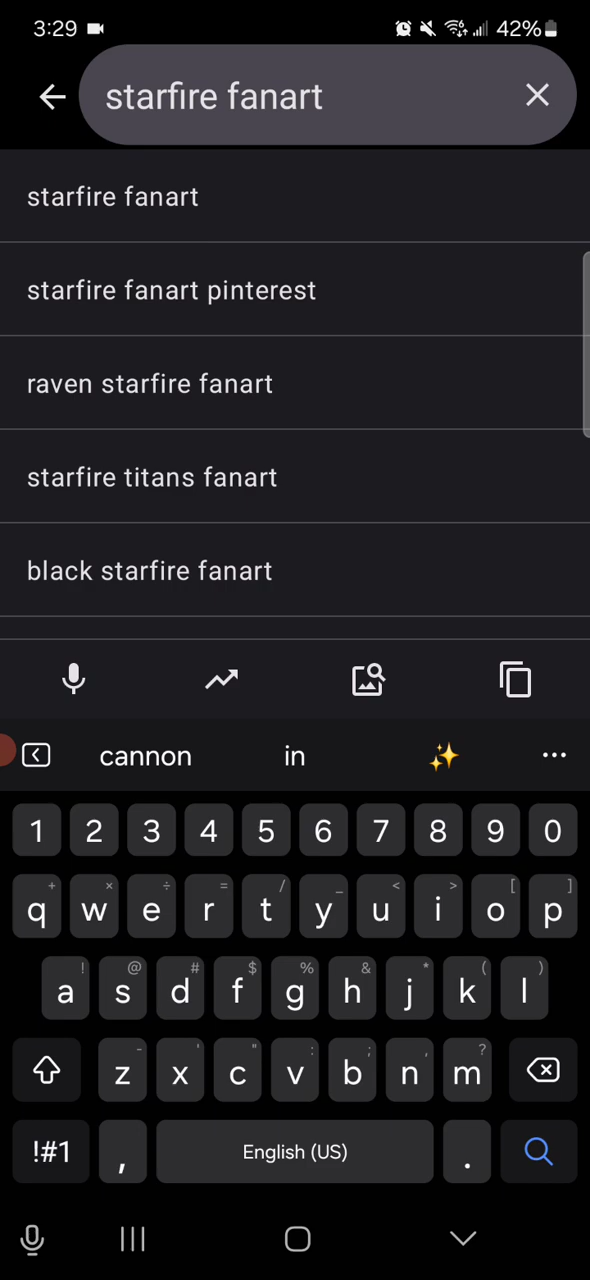 3:29 42%
starfire fanart
starfire fanart
starfire fanart pinterest
raven starfire fanart
starfire titans fanart
black starfire fanart
cannon in ✨ ...
1 2 3 4 5 6 7 8 9 0
+ × ÷ = / _ < > [ ]
q w e r t y u i o p
! @ # $ % & * ( )
a s d f g h j k l
- ' " : ; , ?
z x c v b n m
!#1 , English (US) .